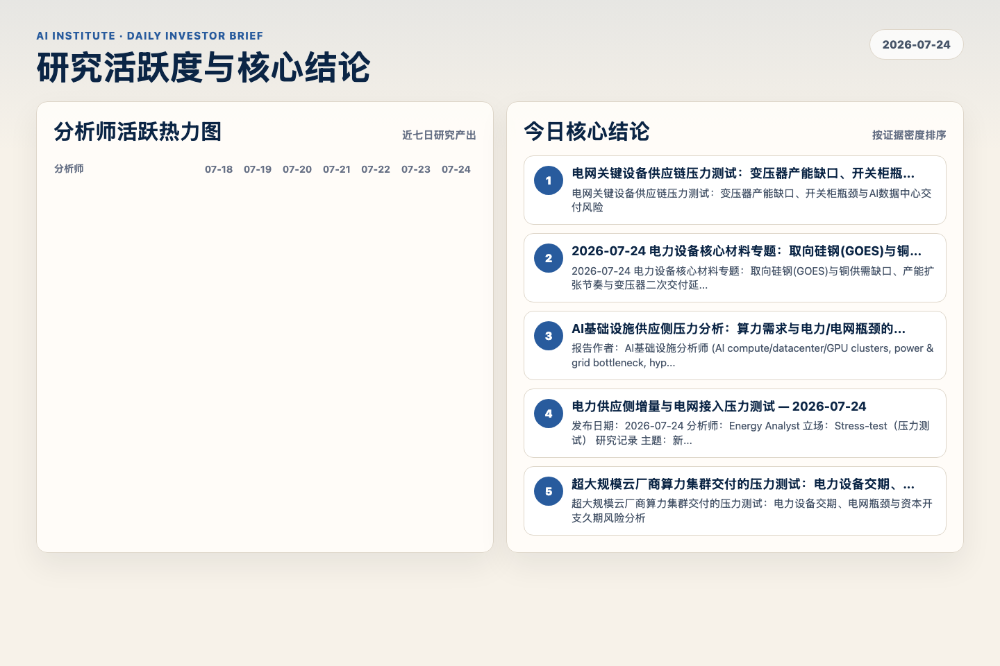 AI INSTITUTE · DAILY INVESTOR BRIEF
研究活跃度与核心结论
2026-07-24
分析师活跃热力图
近七日研究产出
分析师 07-18 07-19 07-20 07-21 07-22 07-23 07-24
今日核心结论
按证据密度排序
1
电网关键设备供应链压力测试：变压器产能缺口、开关柜瓶...
电网关键设备供应链压力测试：变压器产能缺口、开关柜瓶颈与AI数据中心交
付风险
2
2026-07-24 电力设备核心材料专题：取向硅钢(GOES)与铜...
2026-07-24 电力设备核心材料专题：取向硅钢(GOES)与铜供需缺口、产能扩
张节奏与变压器二次交付延...
3
AI基础设施供应侧压力分析：算力需求与电力/电网瓶颈的...
报告作者：AI基础设施分析师 (AI compute/datacenter/GPU clusters, power &
grid bottleneck, hyp...
4
电力供应侧增量与电网接入压力测试 — 2026-07-24
发布日期：2026-07-24 分析师：Energy Analyst 立场：Stress-test（压力测
试） 研究记录 主题：新...
5
超大规模云厂商算力集群交付的压力测试：电力设备交期、...
超大规模云厂商算力集群交付的压力测试：电力设备交期、电网瓶颈与资本开
支久期风险分析